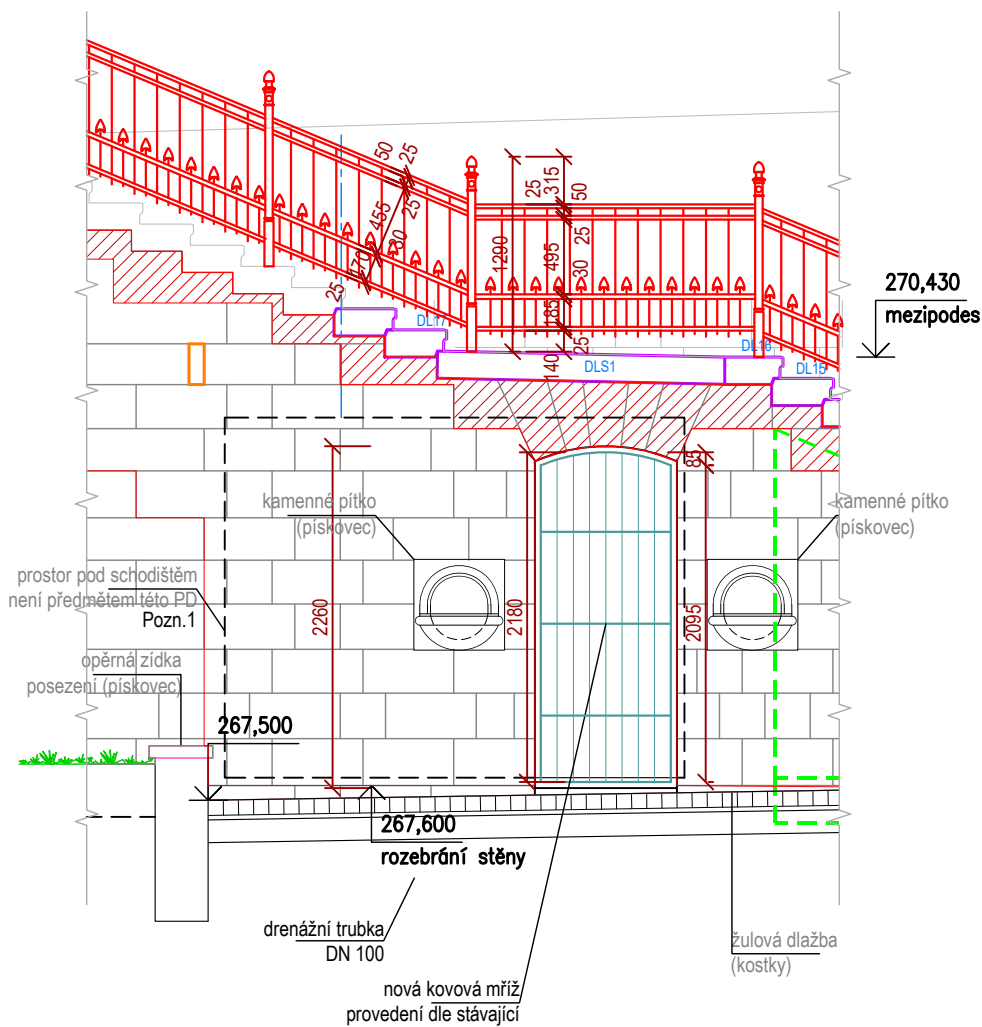 50
25
455
25
30
170
25
315
25
50
1290
25
495
30
185
25
140
270,430
mezipodes
DL17
DL16
DLS1
DL15
85
kamenné pítko
(pískovec)
kamenné pítko
(pískovec)
prostor pod schodištěm
není předmětem této PD
Pozn.1
2260
2180
2095
opěrná zídka
posezení (pískovec)
267,500
267,600
rozebrání stěny
drenážní trubka
DN 100
žulová dlažba
(kostky)
nová kovová mříž
provedení dle stávající